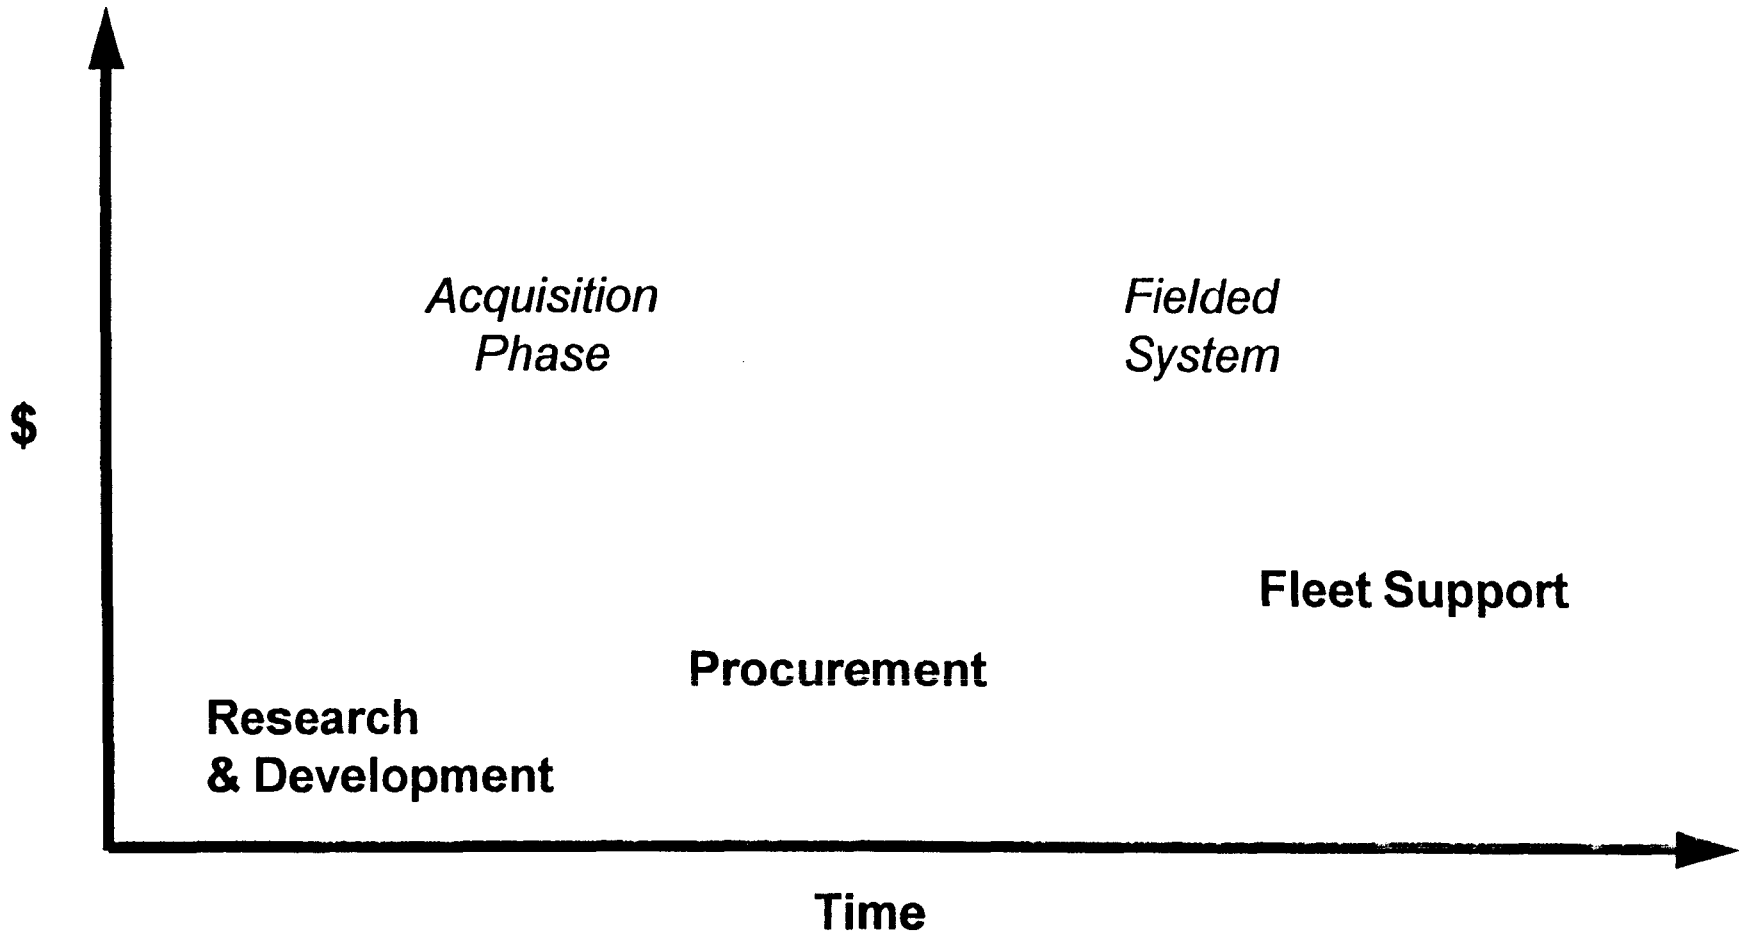 Acquisition
Phase
Fielded
System
$
Fleet Support
Procurement
Research
& Development
Time